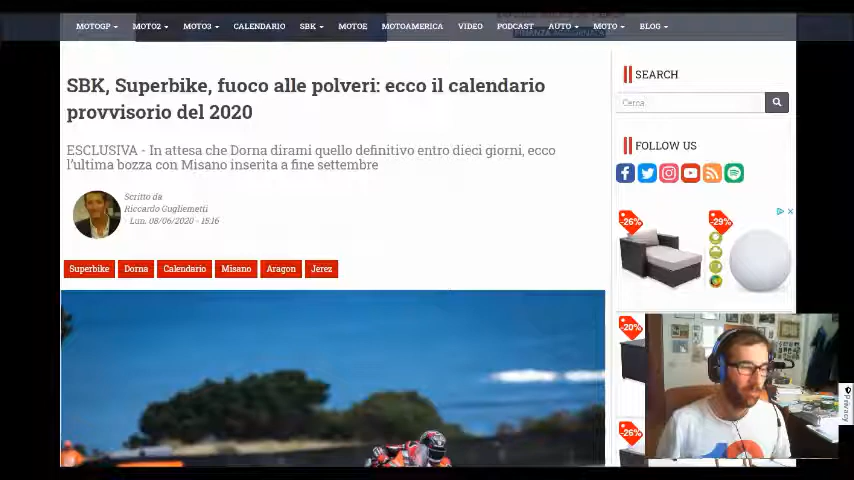 MOTOGP MOTO2 MOTO3 CALENDARIO SBK MOTOE MOTOAMERICA VIDEO PODCAST AUTO MOTO BLOG
SBK, Superbike, fuoco alle polveri: ecco il calendario
provvisorio del 2020
ESCLUSIVA - In attesa che Dorna dirami quello definitivo entro dieci giorni, ecco
l'ultima bozza con Misano inserita a fine settembre
Scritto da
Riccardo Guglielmetti
- Lun, 08/06/2020 - 15:16
Superbike Dorna Calendario Misano Aragon Jerez
SEARCH
Cerca
FOLLOW US
-26% -29%
-20%
-26%
Privacy